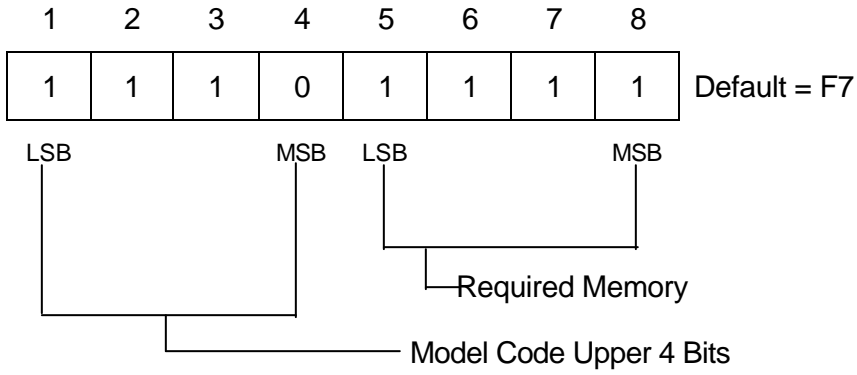 1 2 3 4 5 6 7 8
1 1 1 0 1 1 1 1 Default = F7
LSB MSB LSB MSB
Required Memory
Model Code Upper 4 Bits